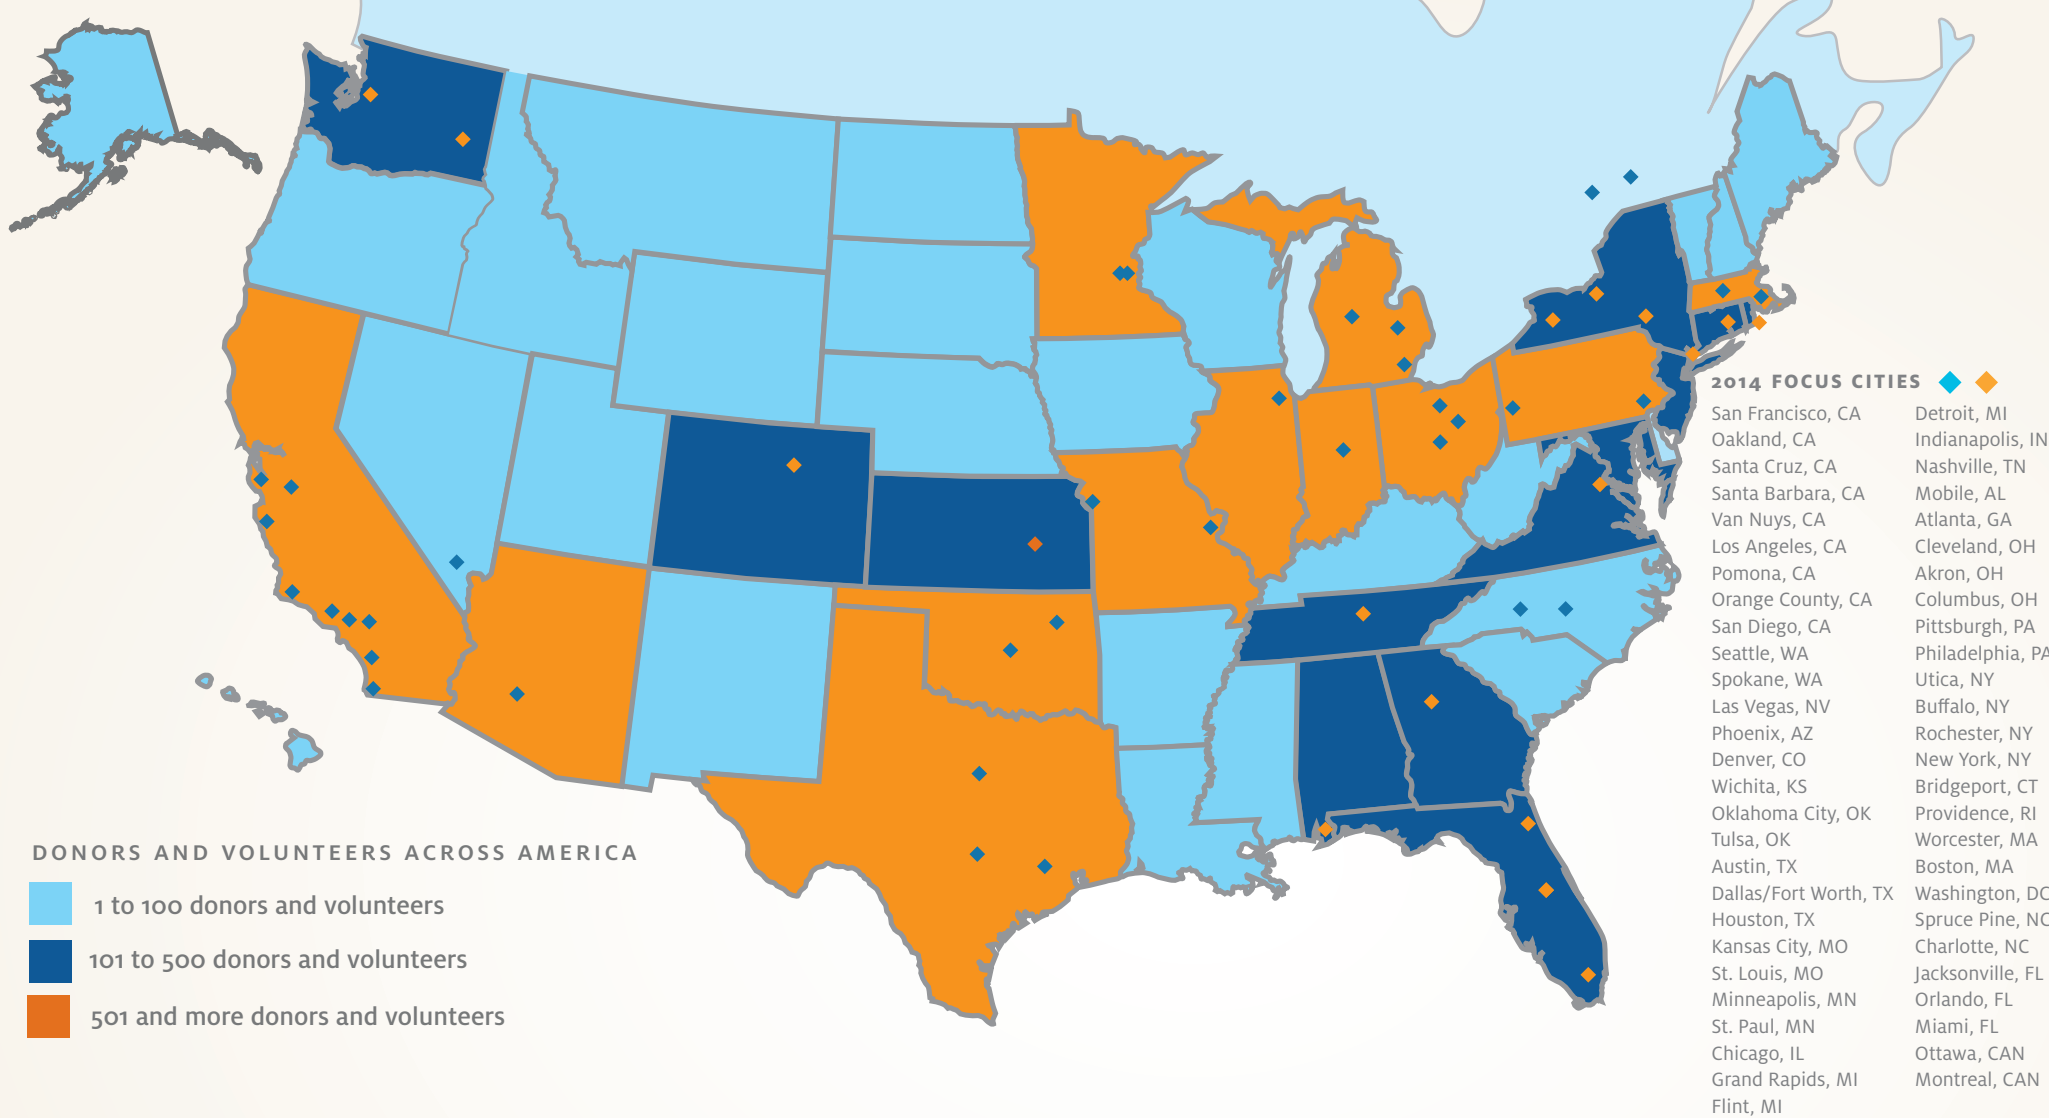 2014 FOCUS CITIES
San Francisco, CA
Oakland, CA
Santa Cruz, CA
Santa Barbara, CA
Van Nuys, CA
Los Angeles, CA
Pomona, CA
Orange County, CA
San Diego, CA
Seattle, WA
Spokane, WA
Las Vegas, NV
Phoenix, AZ
Denver, CO
Wichita, KS
Oklahoma City, OK
Tulsa, OK
Austin, TX
Dallas/Fort Worth, TX
Houston, TX
Kansas City, MO
St. Louis, MO
Minneapolis, MN
St. Paul, MN
Chicago, IL
Grand Rapids, MI
Flint, MI
Detroit, MI
Indianapolis, IN
Nashville, TN
Mobile, AL
Atlanta, GA
Cleveland, OH
Akron, OH
Columbus, OH
Pittsburgh, PA
Philadelphia, PA
Utica, NY
Buffalo, NY
Rochester, NY
New York, NY
Bridgeport, CT
Providence, RI
Worcester, MA
Boston, MA
Washington, DC
Spruce Pine, NC
Charlotte, NC
Jacksonville, FL
Orlando, FL
Miami, FL
Ottawa, CAN
Montreal, CAN
DONORS AND VOLUNTEERS ACROSS AMERICA
1 to 100 donors and volunteers
101 to 500 donors and volunteers
501 and more donors and volunteers